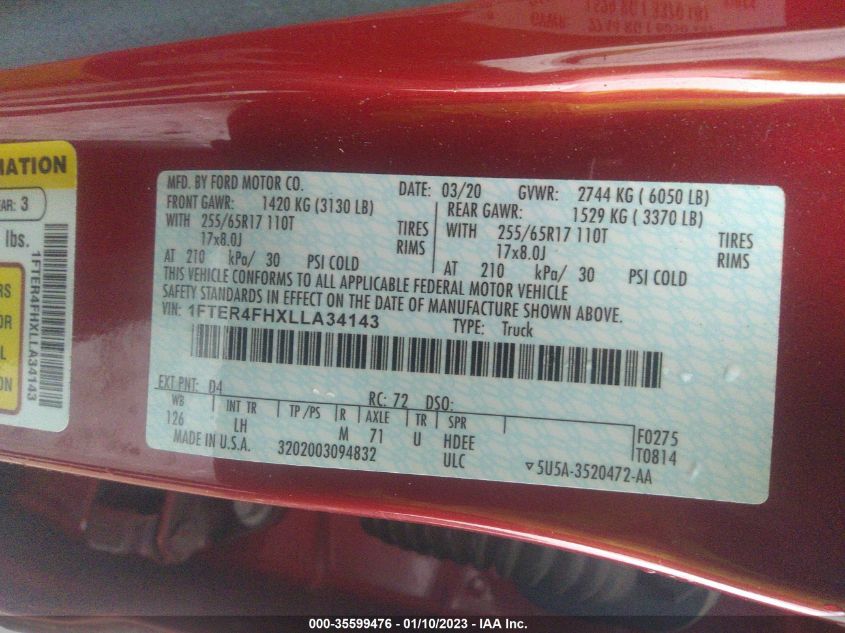 MATION
EAR: 3
lbs.
1FTER4FHXLLA34143
RS
OR
L
ON
MFD. BY FORD MOTOR CO.
DATE: 03/20 GVWR: 2744 KG ( 6050 LB)
FRONT GAWR: 1420 KG (3130 LB)
REAR GAWR: 1529 KG ( 3370 LB)
WITH 255/65R17 110T TIRES
WITH 255/65R17 110T TIRES
17x8.0J RIMS
17x8.0J RIMS
AT 210 kPa/ 30 PSI COLD
AT 210 kPa/ 30 PSI COLD
THIS VEHICLE CONFORMS TO ALL APPLICABLE FEDERAL MOTOR VEHICLE
SAFETY STANDARDS IN EFFECT ON THE DATE OF MANUFACTURE SHOWN ABOVE.
VIN: 1FTER4FHXLLA34143 TYPE: Truck
EXT PNT: D4 RC: 72 DSO:
WB INT TR TP/PS R AXLE TR SPR
126 LH M 71 U HDEE F0275
MADE IN U.S.A. 3202003094832 ULC T0814
▽5U5A-3520472-AA
000-35599476 — 01/10/2023 — IAA Inc.